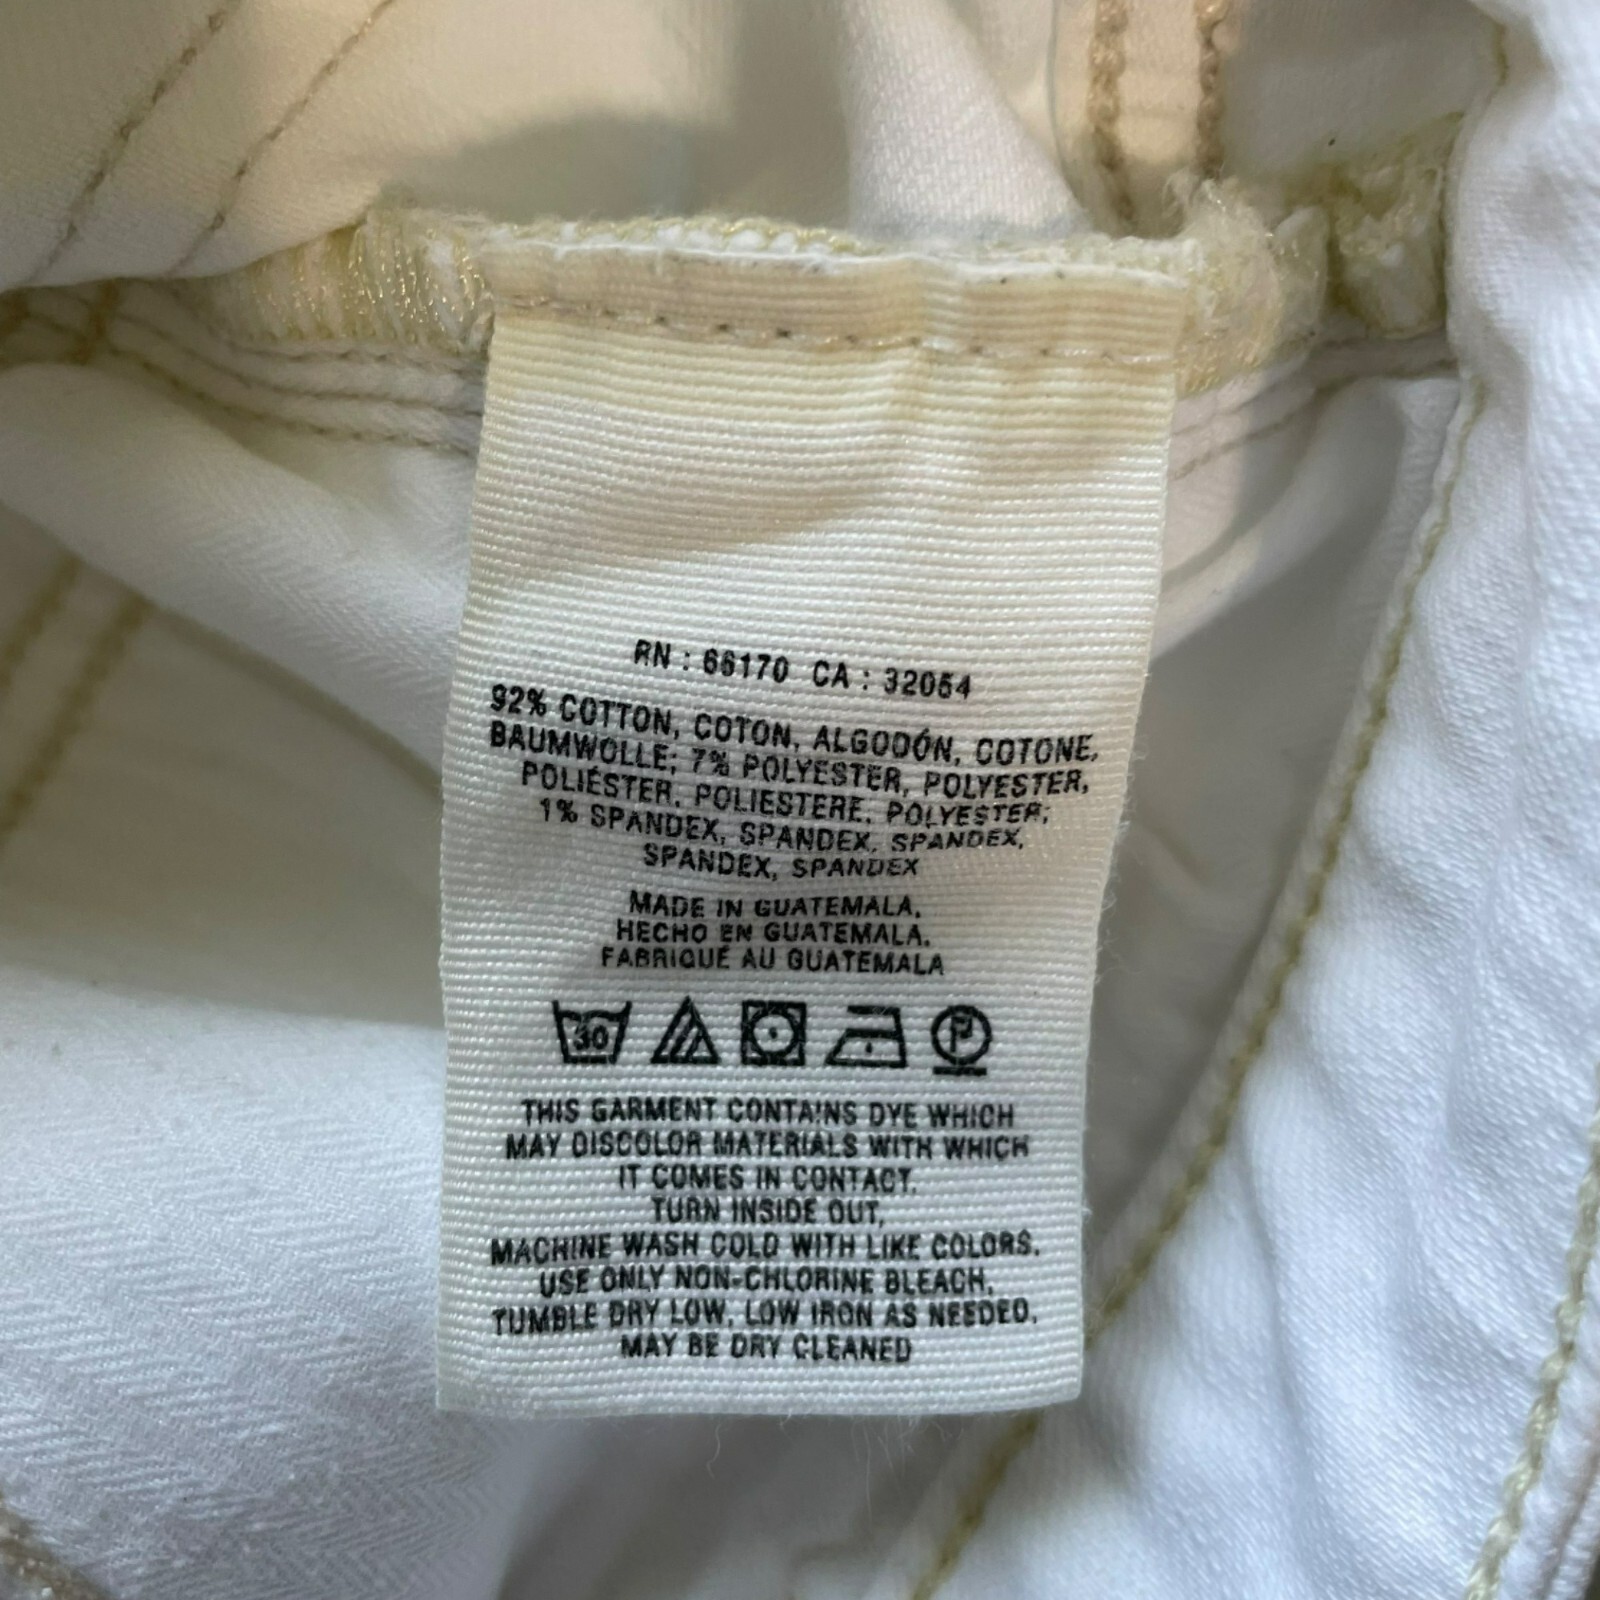 RN : 66170 CA : 32054
92% COTTON, COTON, ALGODÓN, COTONE,
BAUMWOLLE; 7% POLYESTER, POLYESTER,
POLIÉSTER, POLIESTERE, POLYESTER;
1% SPANDEX, SPANDEX, SPANDEX,
SPANDEX, SPANDEX
MADE IN GUATEMALA,
HECHO EN GUATEMALA,
FABRIQUÉ AU GUATEMALA
30 P
THIS GARMENT CONTAINS DYE WHICH
MAY DISCOLOR MATERIALS WITH WHICH
IT COMES IN CONTACT.
TURN INSIDE OUT,
MACHINE WASH COLD WITH LIKE COLORS.
USE ONLY NON-CHLORINE BLEACH,
TUMBLE DRY LOW, LOW IRON AS NEEDED.
MAY BE DRY CLEANED